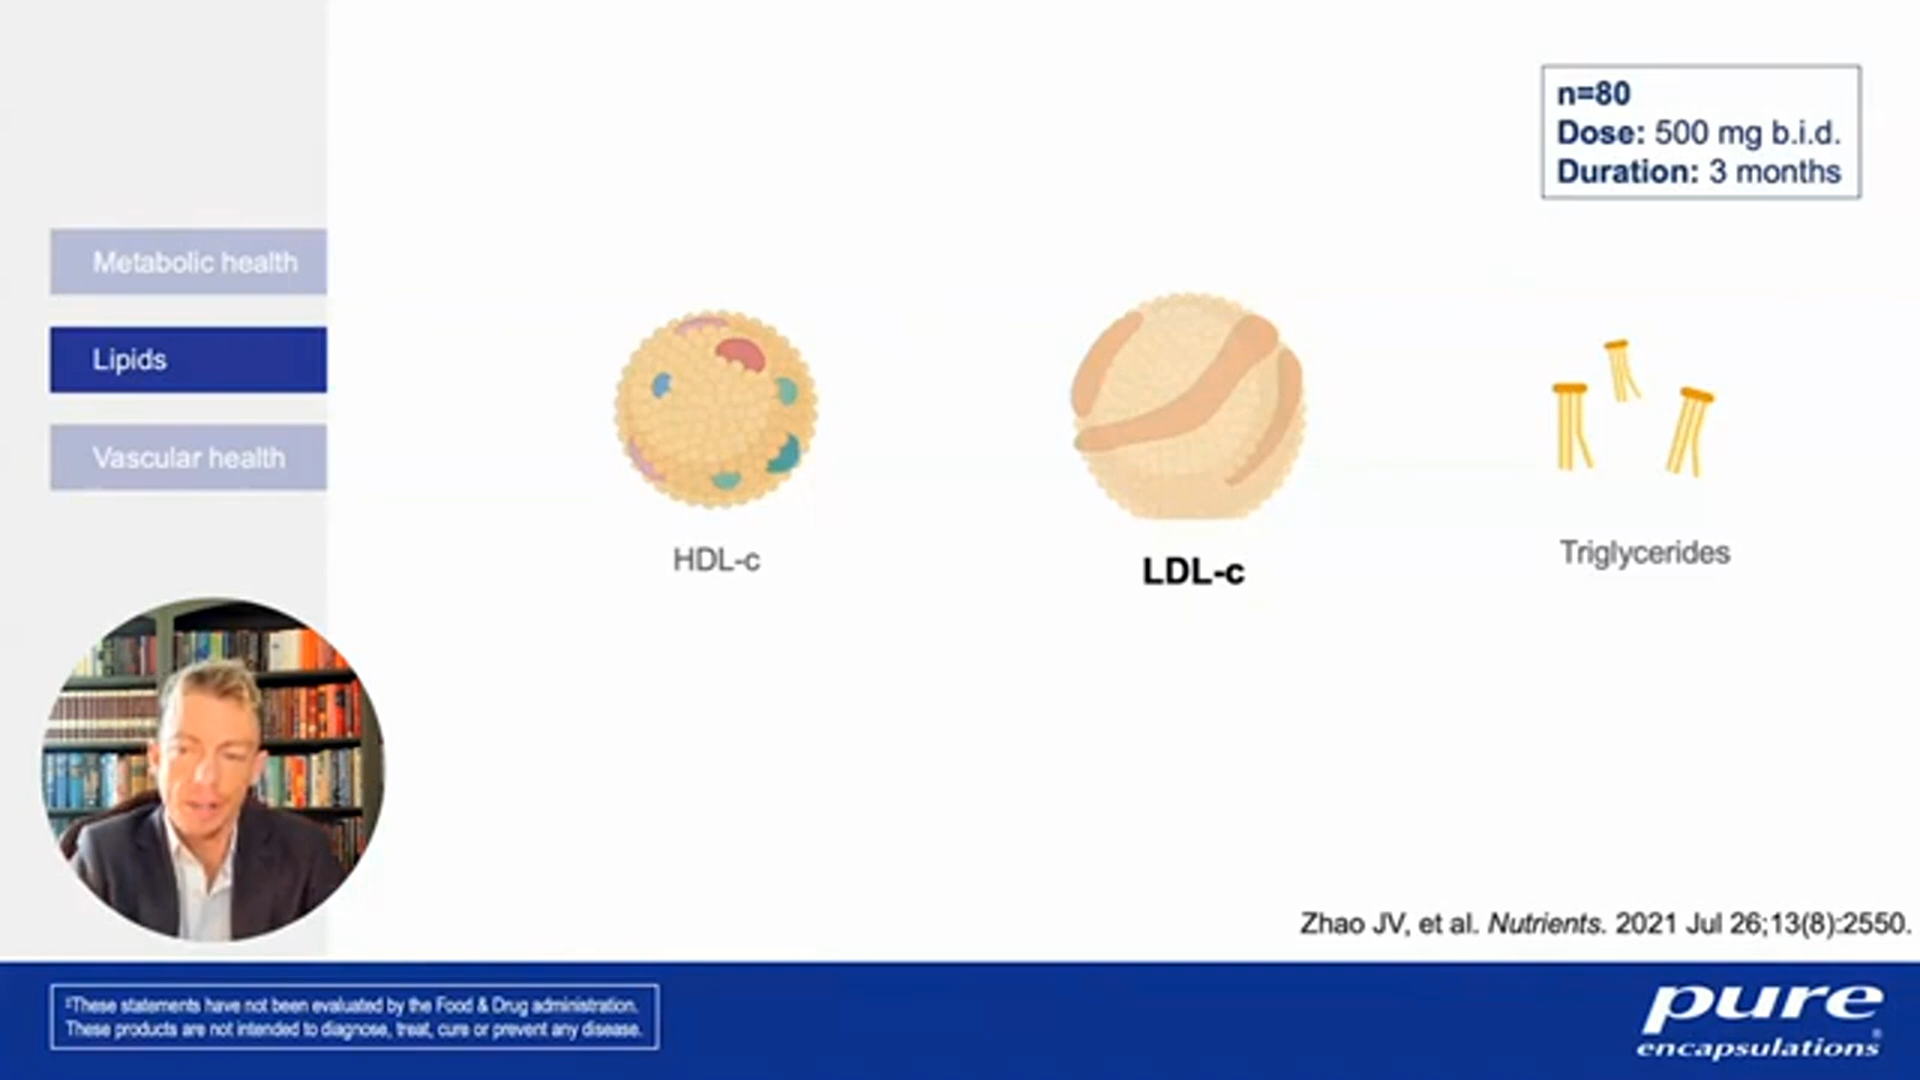 n=80
Dose: 500 mg b.i.d.
Duration: 3 months
Metabolic health
Lipids
Vascular health
HDL-c
LDL-c
Triglycerides
Zhao JV, et al. Nutrients. 2021 Jul 26;13(8):2550.
‡These statements have not been evaluated by the Food & Drug administration.
These products are not intended to diagnose, treat, cure or prevent any disease.
pure
encapsulations®